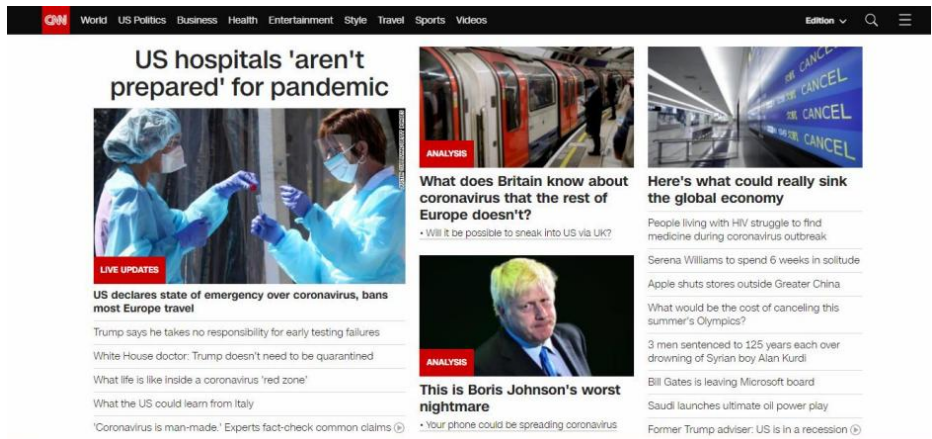 CNN World US Politics Business Health Entertainment Style Travel Sports Videos Edition
US hospitals 'aren't
prepared' for pandemic
LIVE UPDATES
US declares state of emergency over coronavirus, bans
most Europe travel
Trump says he takes no responsibility for early testing failures
White House doctor: Trump doesn't need to be quarantined
What life is like inside a coronavirus 'red zone'
What the US could learn from Italy
'Coronavirus is man-made.' Experts fact-check common claims
ANALYSIS
What does Britain know about
coronavirus that the rest of
Europe doesn't?
• Will it be possible to sneak into US via UK?
ANALYSIS
This is Boris Johnson's worst
nightmare
• Your phone could be spreading coronavirus
CANCEL
CANCEL
CANCEL
CANCEL
Here's what could really sink
the global economy
People living with HIV struggle to find
medicine during coronavirus outbreak
Serena Williams to spend 6 weeks in solitude
Apple shuts stores outside Greater China
What would be the cost of canceling this
summer's Olympics?
3 men sentenced to 125 years each over
drowning of Syrian boy Alan Kurdi
Bill Gates is leaving Microsoft board
Saudi launches ultimate oil power play
Former Trump adviser: US is in a recession